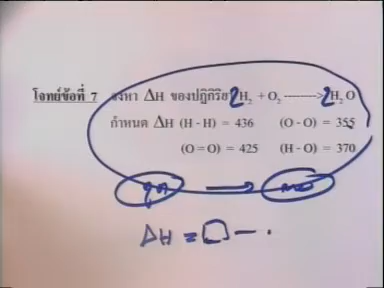 โจทย์ข้อที่ 7 จงหา ΔH ของปฏิกิริยา 2H₂ + O₂ --------> 2H₂O
กำหนด ΔH (H - H) = 436 (O - O) = 355
(O = O) = 425 (H - O) = 370
ΔH = □ -